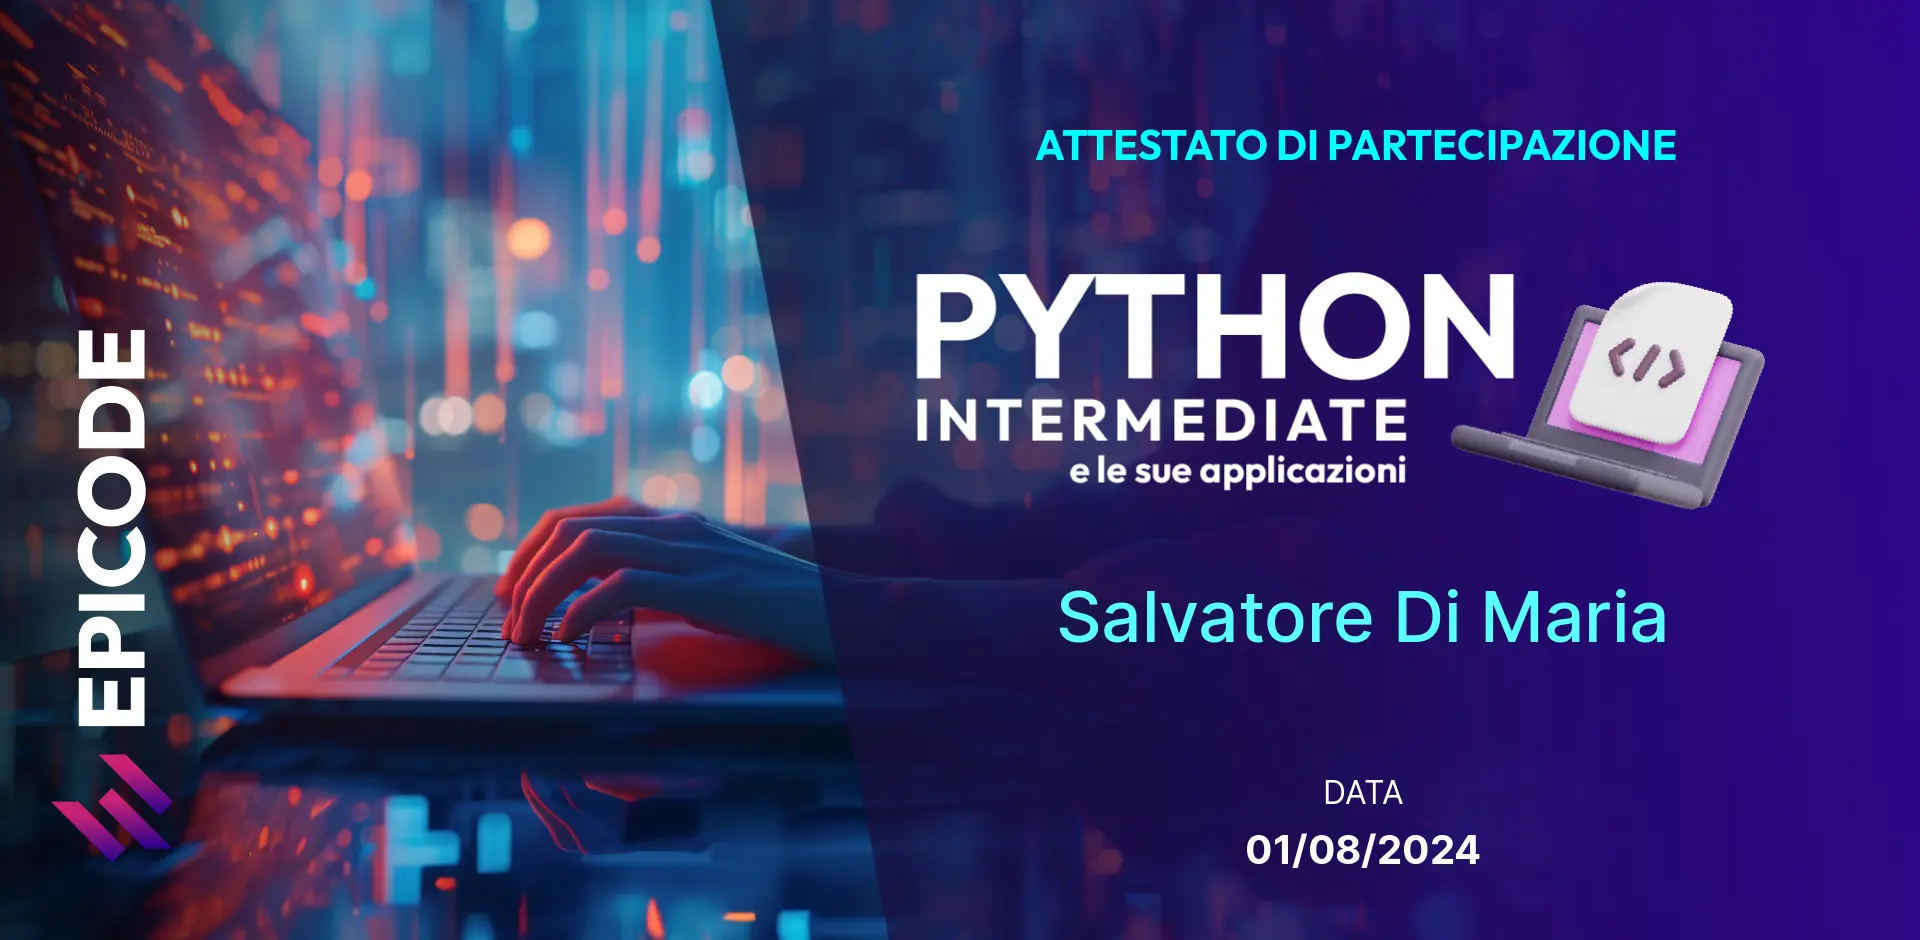 EPICODE
ATTESTATO DI PARTECIPAZIONE
PYTHON
INTERMEDIATE
e le sue applicazioni
</>
Salvatore Di Maria
DATA
01/08/2024